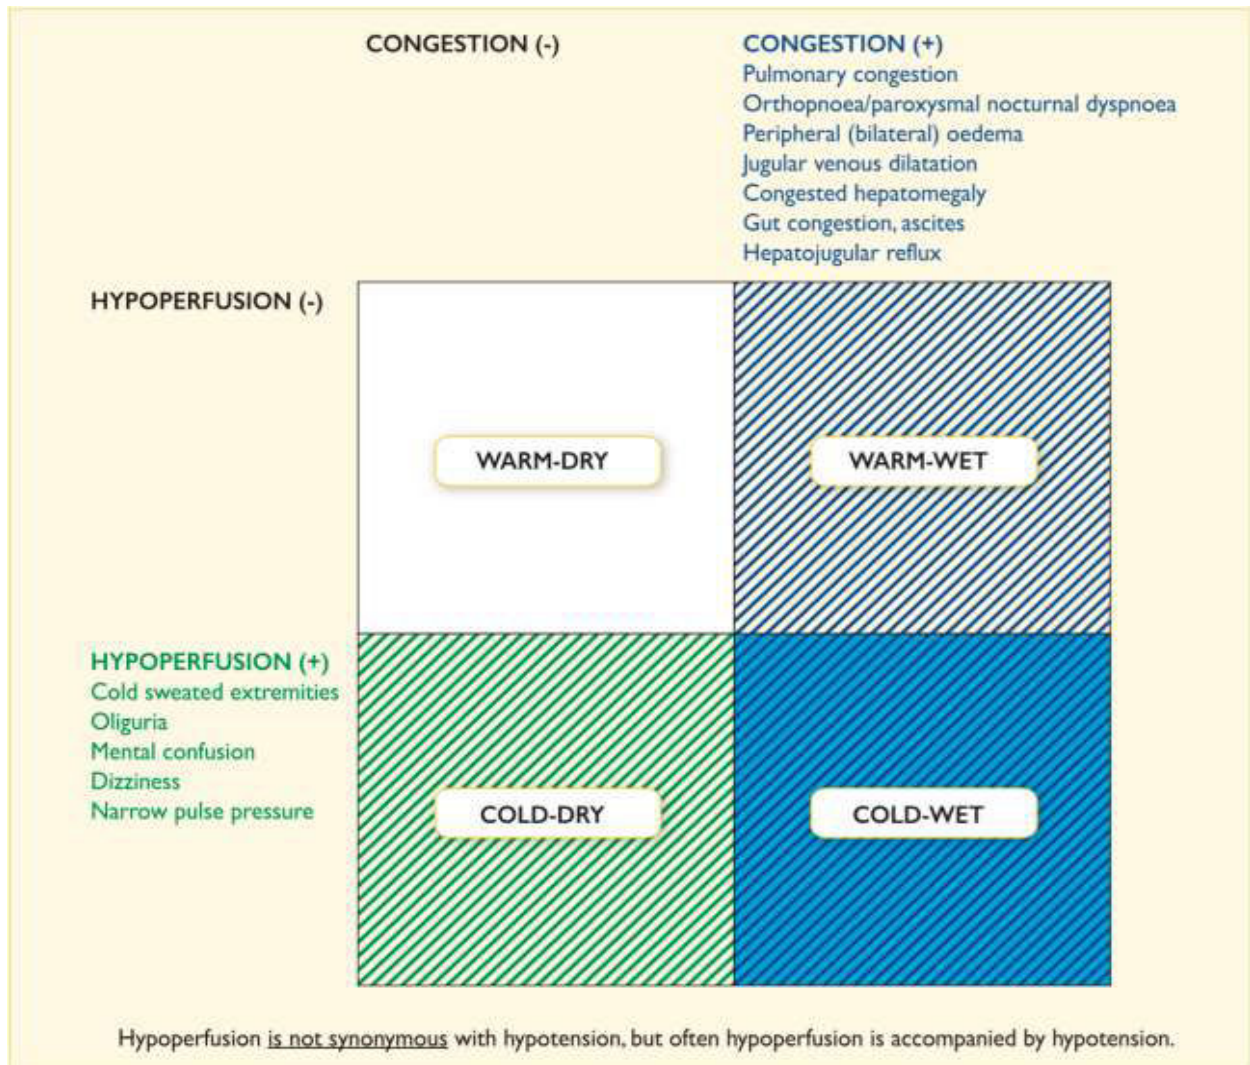 CONGESTION (-)
CONGESTION (+)
Pulmonary congestion
Orthopnoea/paroxysmal nocturnal dyspnoea
Peripheral (bilateral) oedema
Jugular venous dilatation
Congested hepatomegaly
Gut congestion, ascites
Hepatojugular reflux
HYPOPERFUSION (-)
WARM-DRY
WARM-WET
HYPOPERFUSION (+)
Cold sweated extremities
Oliguria
Mental confusion
Dizziness
Narrow pulse pressure
COLD-DRY
COLD-WET
Hypoperfusion is not synonymous with hypotension, but often hypoperfusion is accompanied by hypotension.